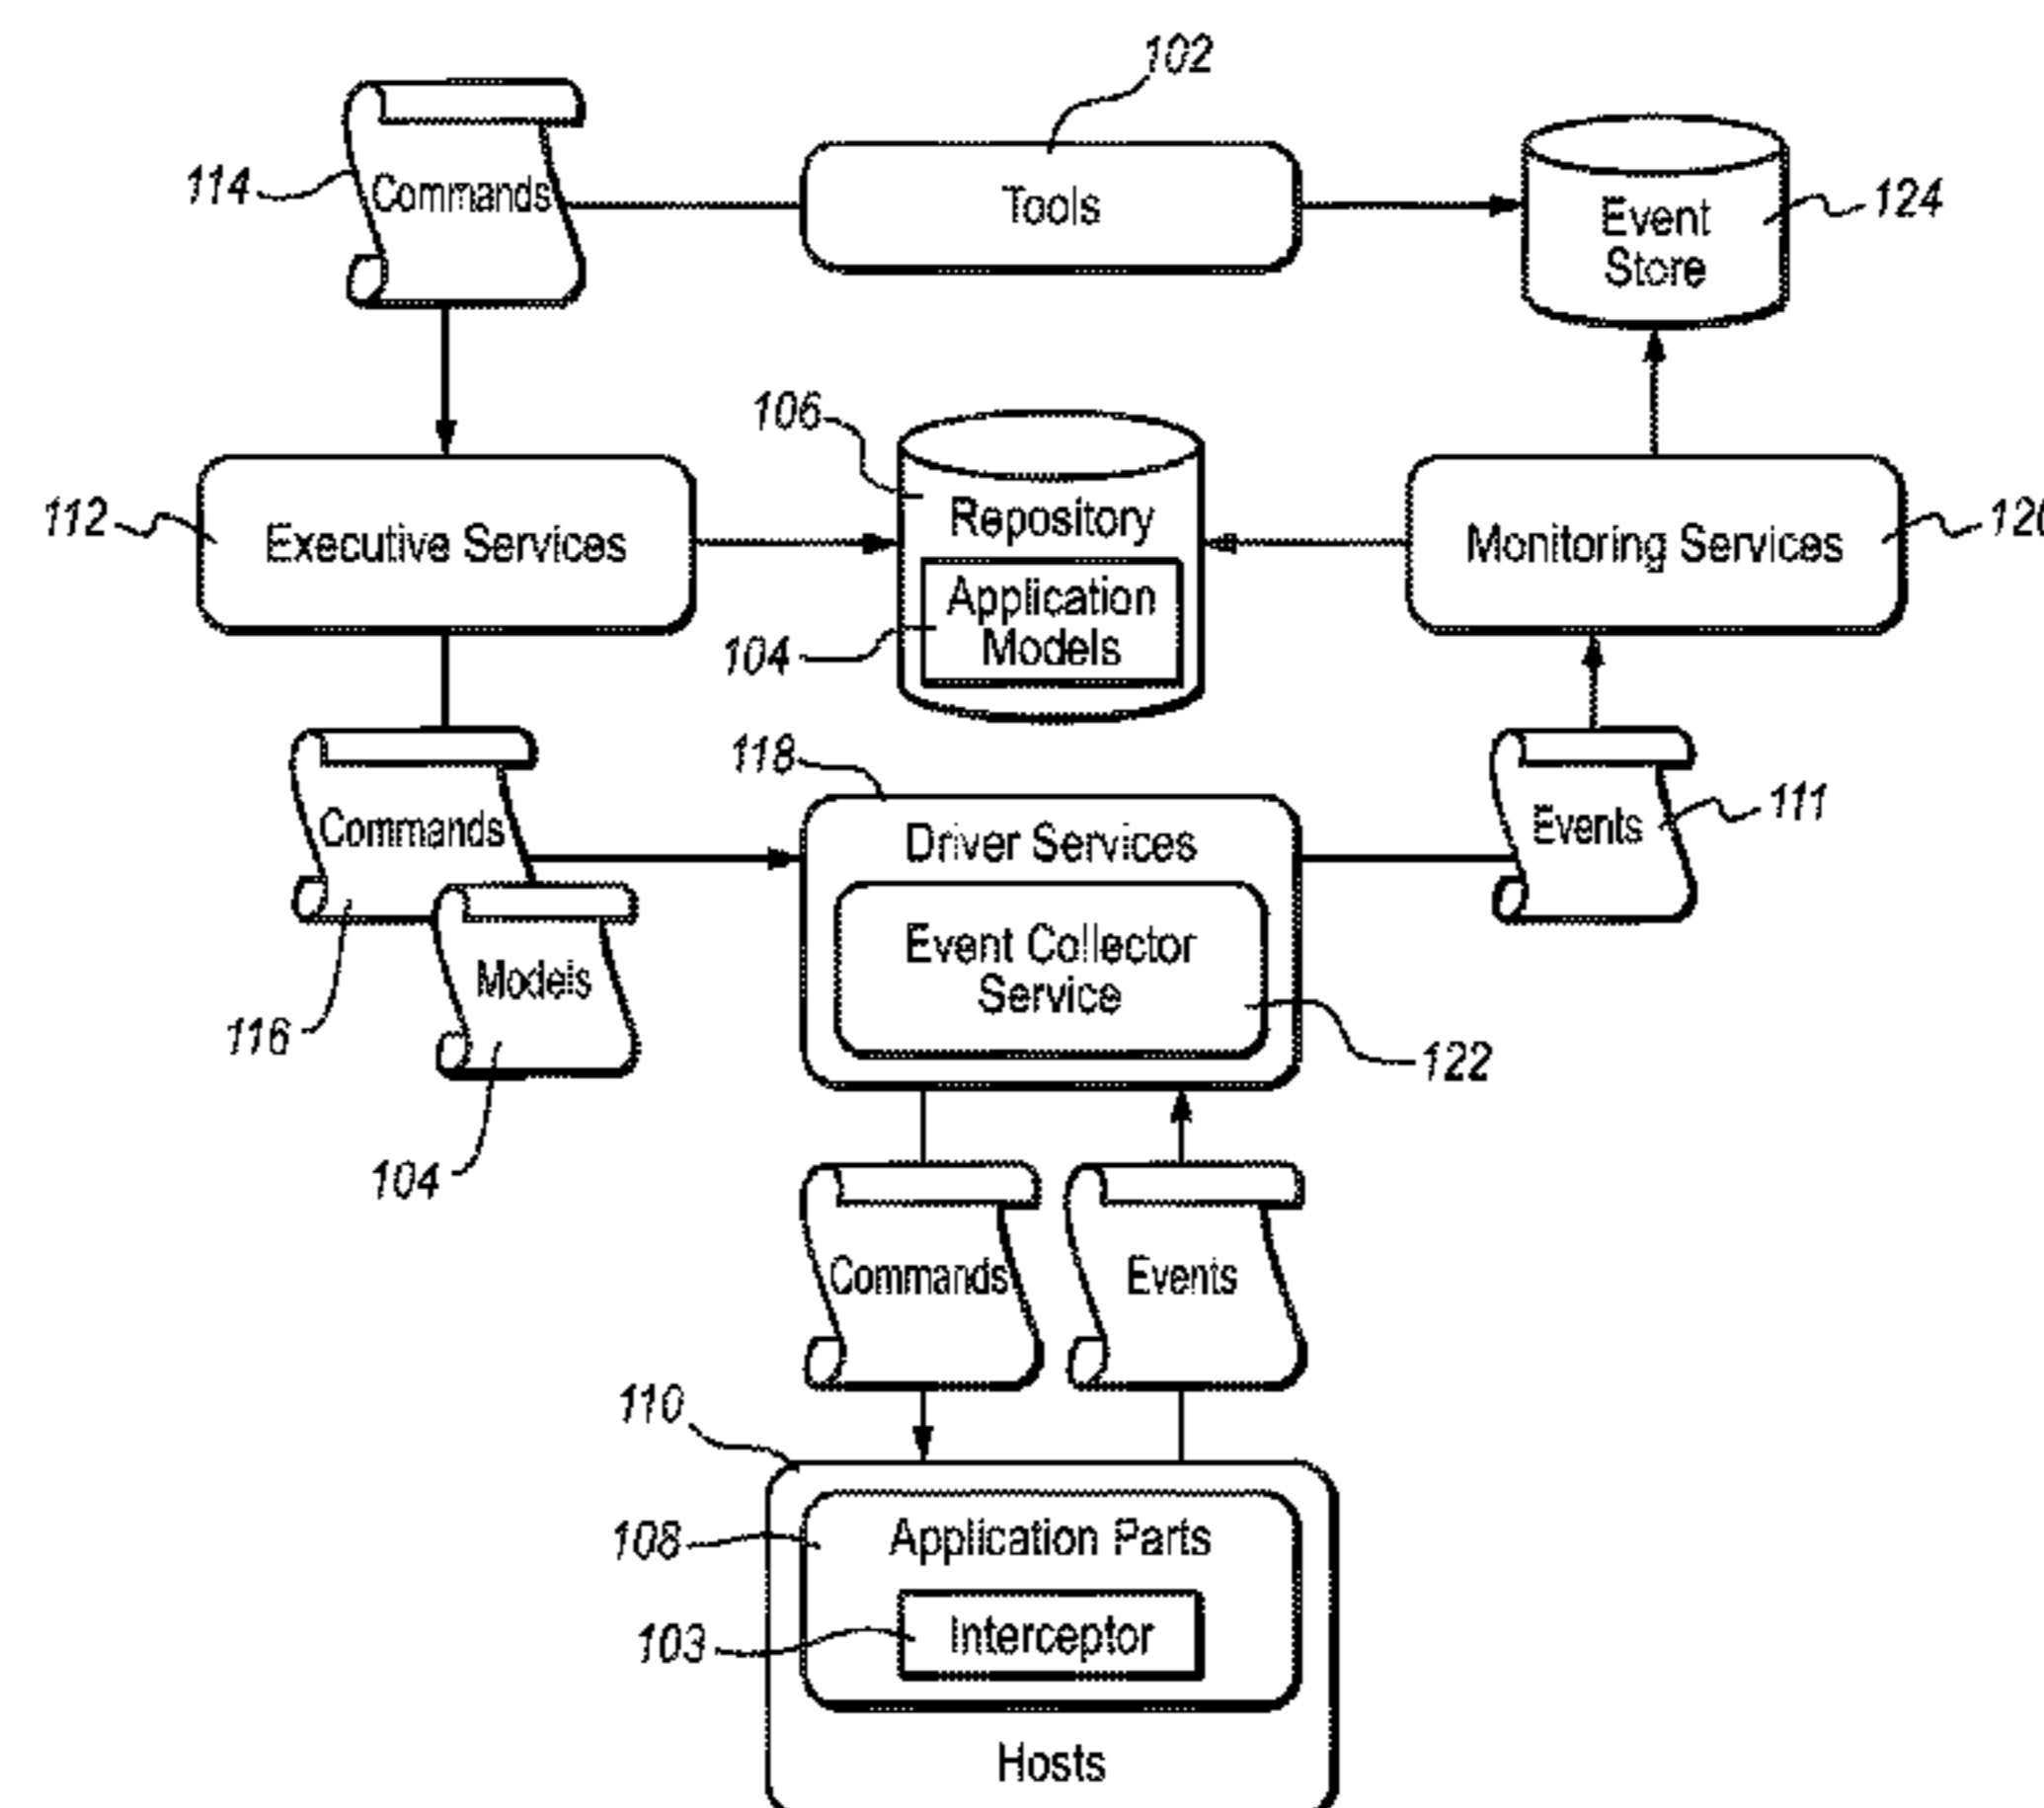 102
114
Commands
Tools
Event
Store
124
106
112
Executive Services
Repository
Application
Models
104
Monitoring Services
118
Commands
116
Models
104
Driver Services
Event Collector
Service
122
Events
111
Commands
Events
110
108
Application Parts
103
Interceptor
Hosts